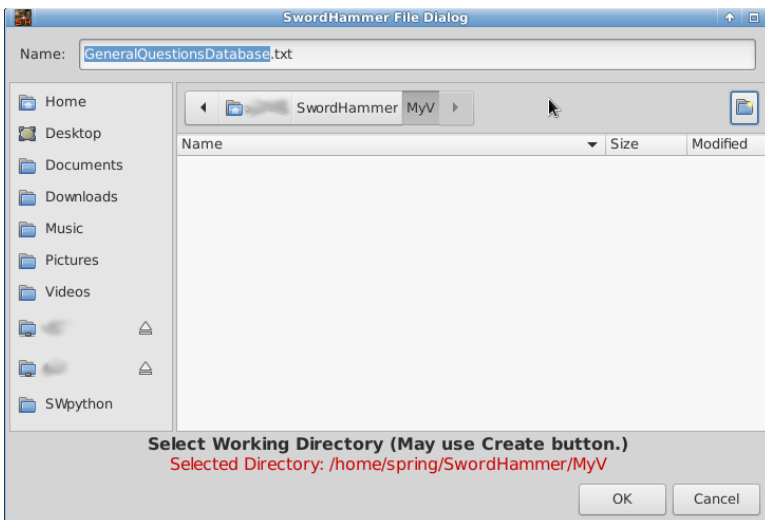 SwordHammer File Dialog
Name: GeneralQuestionsDatabase.txt
Home
Desktop
Documents
Downloads
Music
Pictures
Videos
SWpython
SwordHammer MyV
Name Size Modified
Select Working Directory (May use Create button.)
Selected Directory: /home/spring/SwordHammer/MyV
OK Cancel